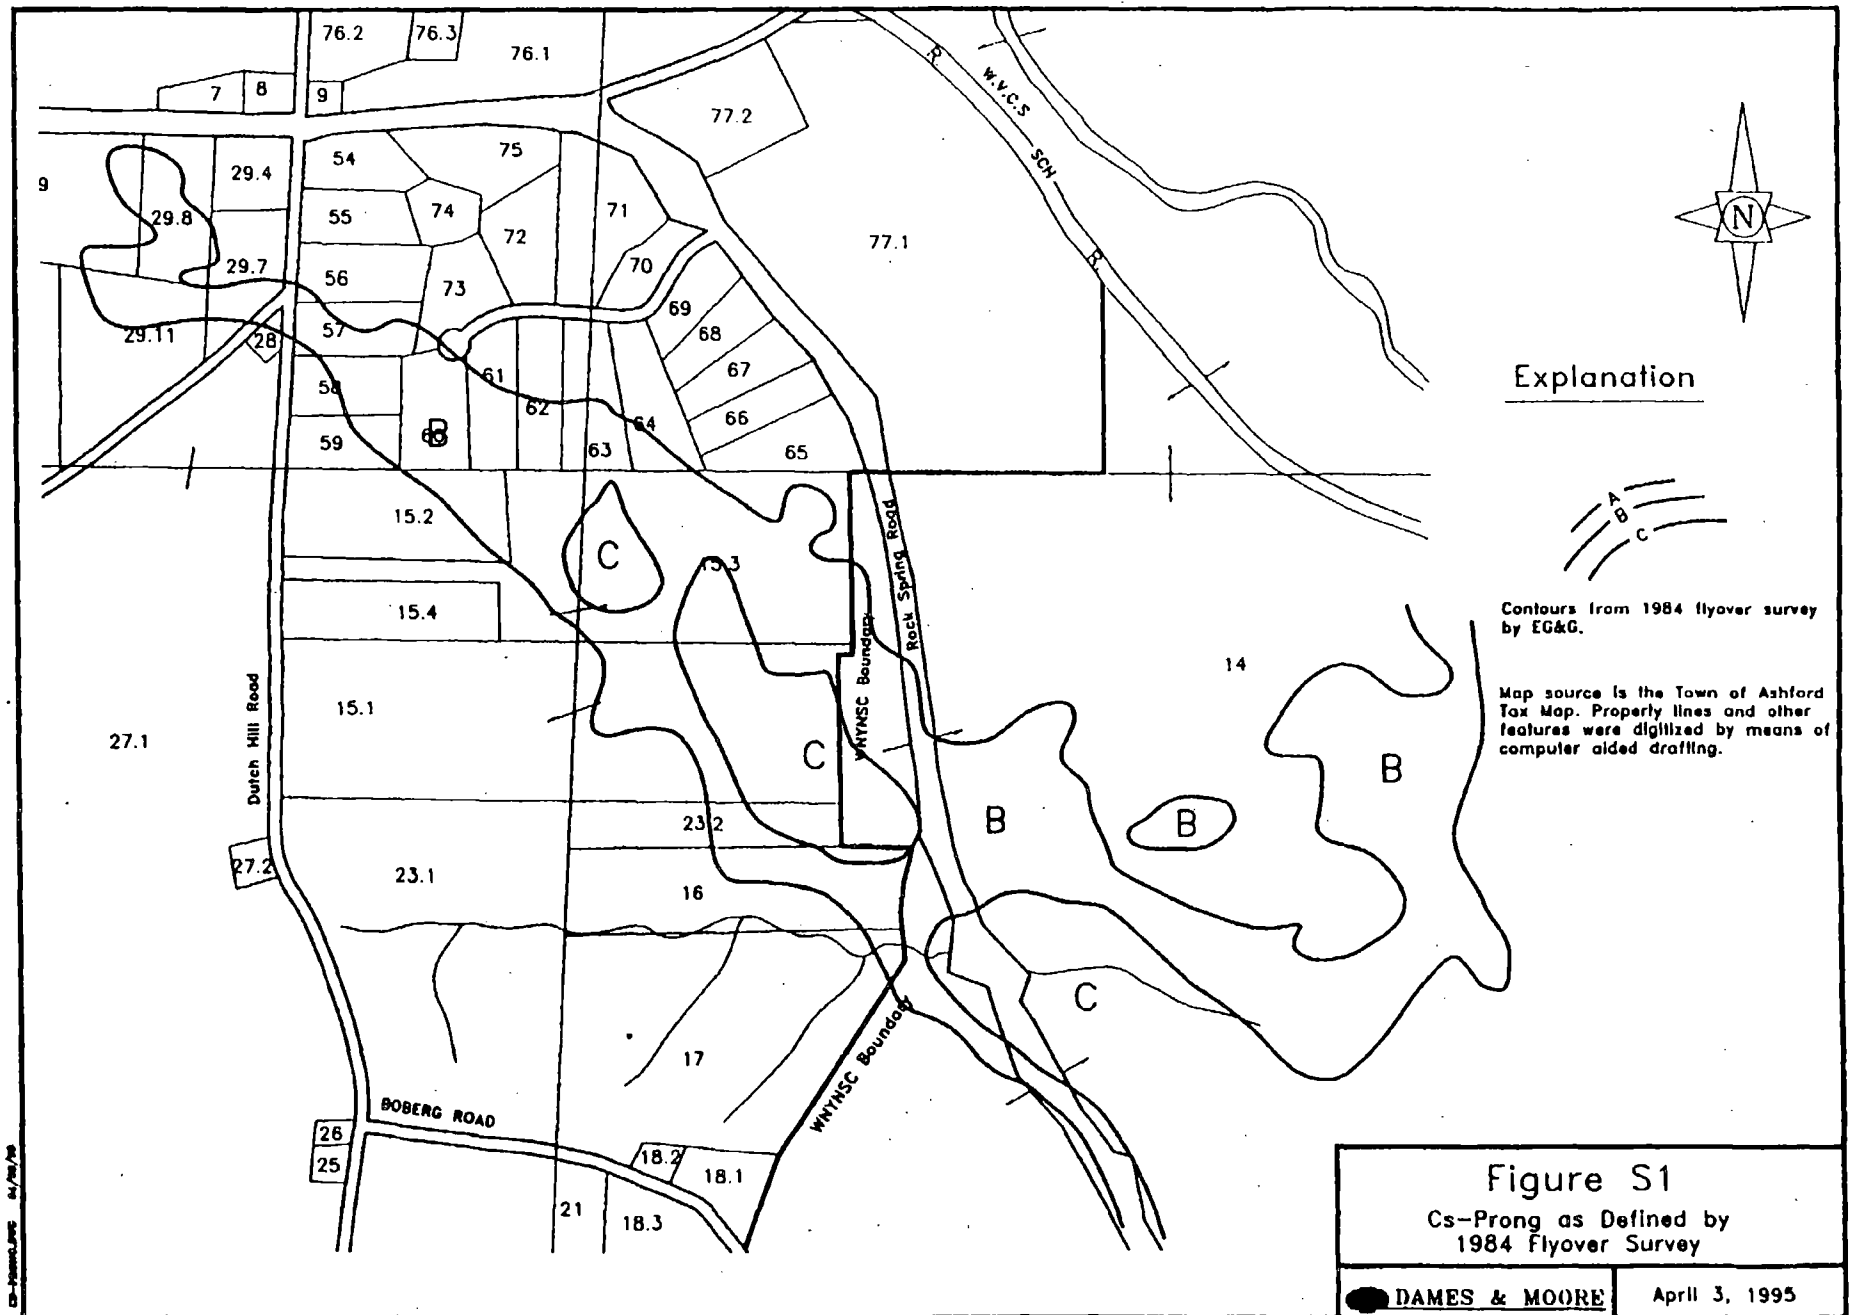 76.2
76.3
76.1
7
8
9
77.2
R.
W.V.C.S
SCH
R.
N
9
29.4
54
75
29.8
55
74
72
71
77.1
29.7
56
73
70
69
68
67
66
65
29.11
28
57
58
59
61
62
63
64
B
15.2
C
15.3
15.4
15.1
Rock Spring Road
WNYNSC Boundary
14
27.1
Dutch Hill Road
C
B
B
B
23.2
27.2
23.1
16
C
17
WNYNSC Boundary
BOBERG ROAD
26
25
18.2
18.1
21
18.3
Explanation
A
B
C
Contours from 1984 flyover survey
by EG&G.
Map source is the Town of Ashford
Tax Map. Property lines and other
features were digitized by means of
computer aided drafting.
Figure S1
Cs-Prong as Defined by
1984 Flyover Survey
DAMES & MOORE
April 3, 1995